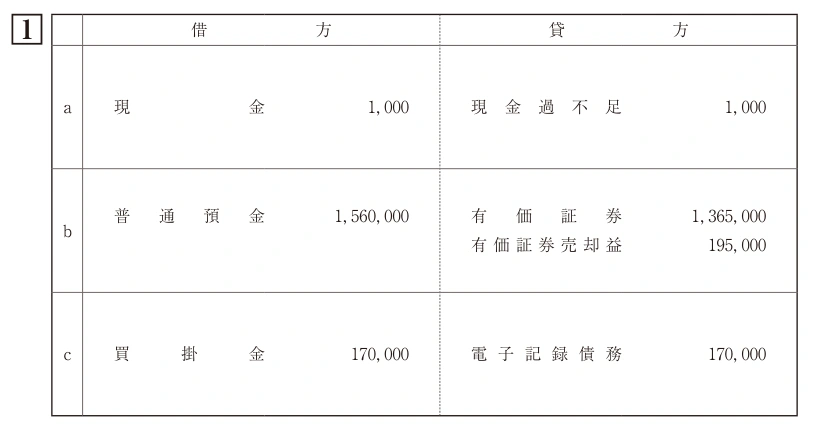 1
借方 貸方
a 現金 1,000 現金過不足 1,000
b 普通預金 1,560,000 有価証券 1,365,000
有価証券売却益 195,000
c 買掛金 170,000 電子記録債務 170,000